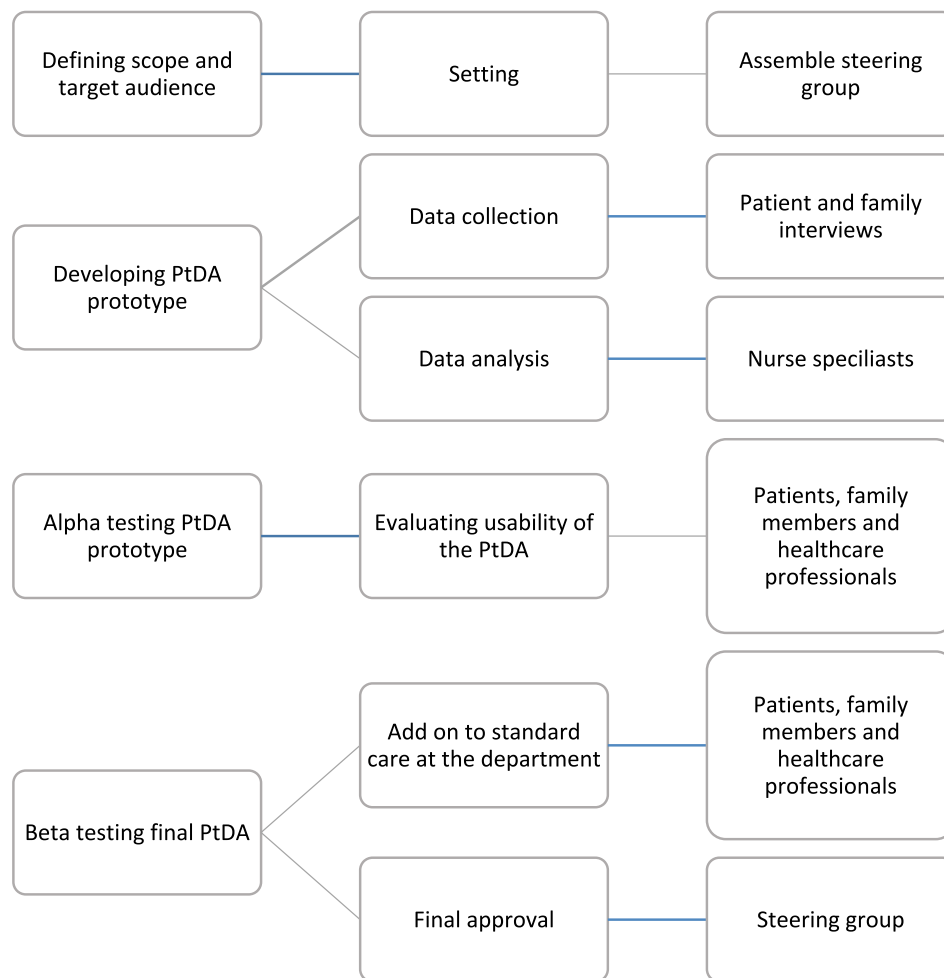 Defining scope and
target audience
Setting
Assemble steering
group
Developing PtDA
prototype
Data collection
Patient and family
interviews
Data analysis
Nurse speciliasts
Alpha testing PtDA
prototype
Evaluating usability of
the PtDA
Patients, family
members and
healthcare
professionals
Beta testing final PtDA
Add on to standard
care at the department
Patients, family
members and
healthcare
professionals
Final approval
Steering group